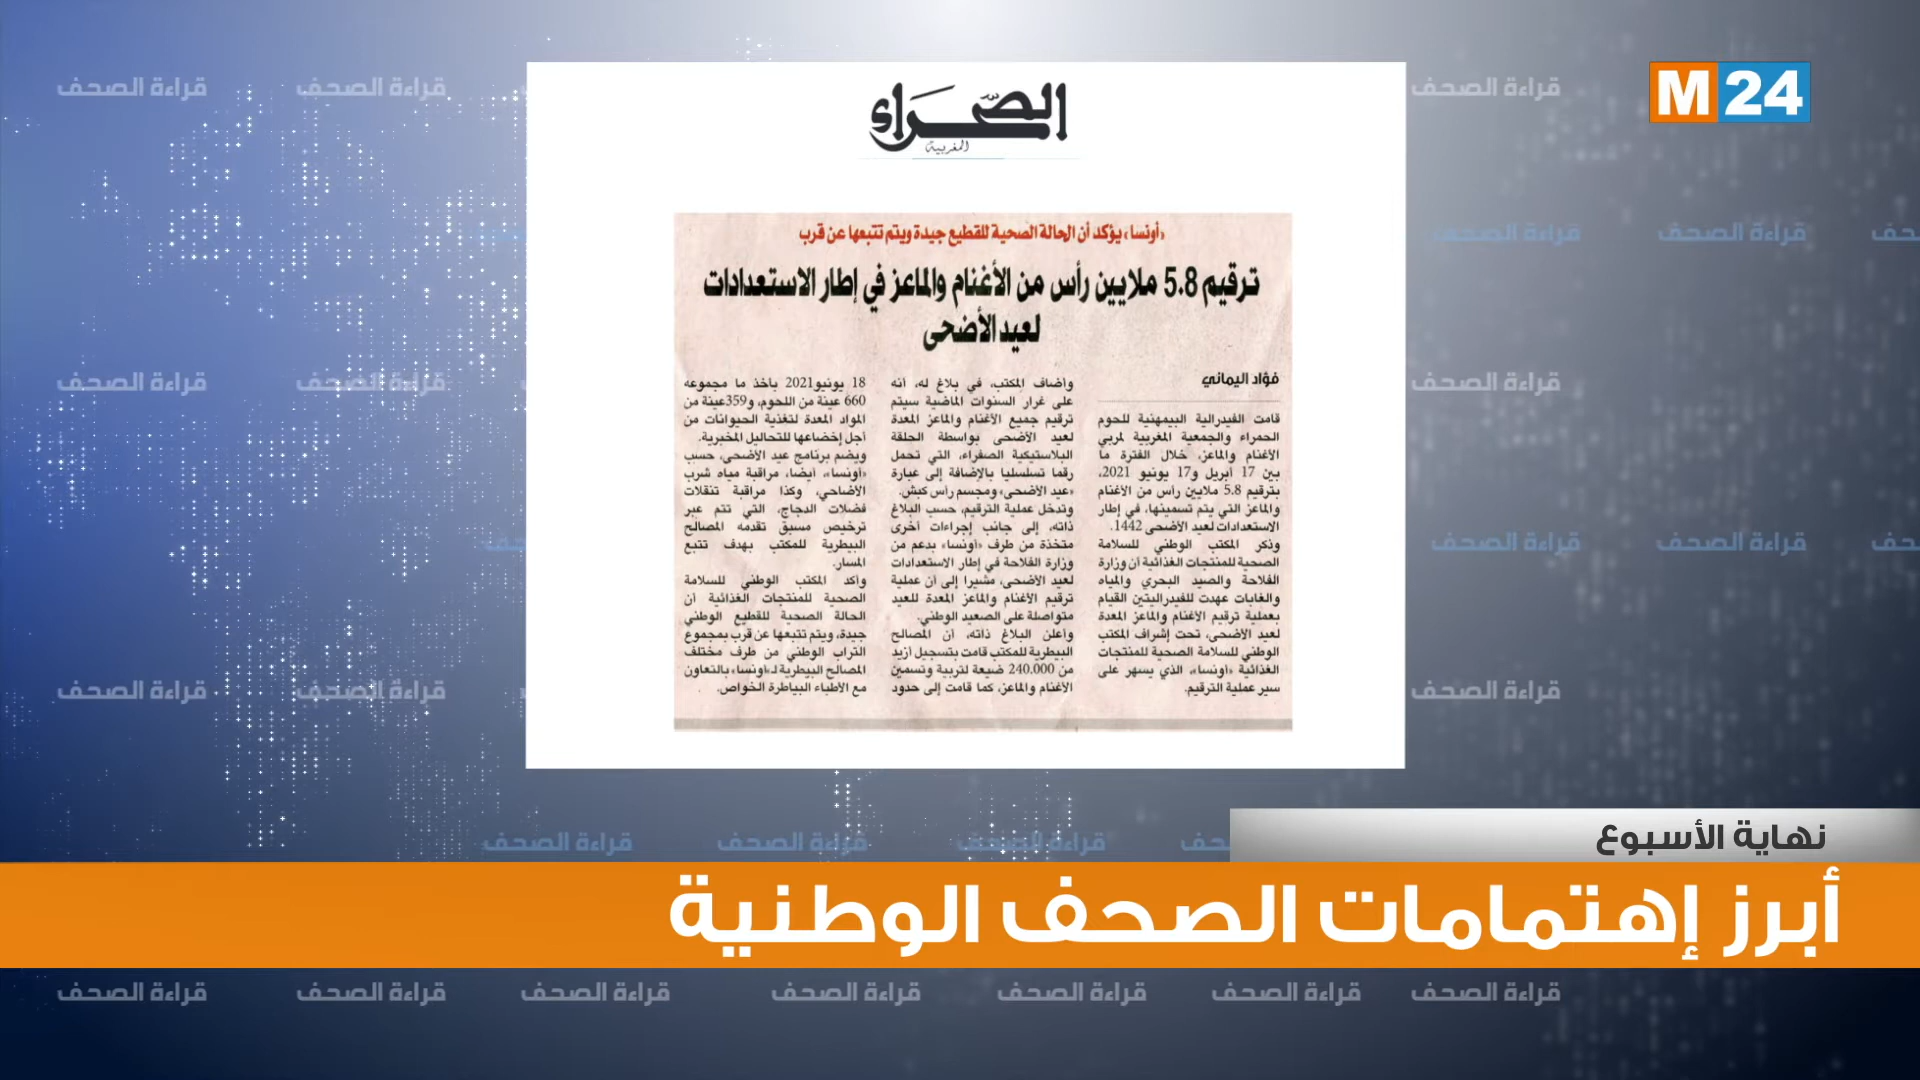 M24
الصحراء
المغربية
«أونسا» يؤكد أن الحالة الصحية للقطيع جيدة ويتم تتبعها عن قرب
ترقيم 5.8 ملايين رأس من الأغنام والماعز في إطار الاستعدادات
لعيد الأضحى
فؤاد اليماني
قامت الفيدرالية البيمهنية للحوم
الحمراء والجمعية المغربية لمربي
الأغنام والماعز، خلال الفترة ما
بين 17 أبريل و17 يونيو 2021،
بترقيم 5.8 ملايين رأس من الأغنام
والماعز التي يتم تسمينها، في إطار
الاستعدادات لعيد الأضحى 1442.
وذكر المكتب الوطني للسلامة
الصحية للمنتجات الغذائية أن وزارة
الفلاحة والصيد البحري والمياه
والغابات عهدت للفيدراليتين القيام
بعملية ترقيم الأغنام والماعز المعدة
لعيد الأضحى، تحت إشراف المكتب
الوطني للسلامة الصحية للمنتجات
الغذائية «أونسا»، الذي يسهر على
سير عملية الترقيم.
وأضاف المكتب، في بلاغ له، أنه
على غرار السنوات الماضية سيتم
ترقيم جميع الأغنام والماعز المعدة
لعيد الأضحى بواسطة الحلقة
البلاستيكية الصفراء، التي تحمل
رقما تسلسليا بالإضافة إلى عبارة
«عيد الأضحى» ومجسم رأس كبش.
وتدخل عملية الترقيم، حسب البلاغ
ذاته، إلى جانب إجراءات أخرى
متخذة من طرف «أونسا» بدعم من
وزارة الفلاحة في إطار الاستعدادات
لعيد الأضحى، مشيرا إلى أن عملية
ترقيم الأغنام والماعز المعدة للعيد
متواصلة على الصعيد الوطني.
وأعلن البلاغ ذاته، أن المصالح
البيطرية للمكتب قامت بتسجيل أزيد
من 240.000 ضيعة لتربية وتسمين
الأغنام والماعز، كما قامت إلى حدود
18 يونيو2021 بأخذ ما مجموعه
660 عينة من اللحوم، و359عينة من
المواد المعدة لتغذية الحيوانات من
أجل إخضاعها للتحاليل المخبرية.
ويضم برنامج عيد الأضحى، حسب
«أونسا»، أيضا، مراقبة مياه شرب
الأضاحي، وكذا مراقبة تنقلات
فضلات الدجاج، التي تتم عبر
ترخيص مسبق تقدمه المصالح
البيطرية للمكتب بهدف تتبع
المسار.
وأكد المكتب الوطني للسلامة
الصحية للمنتجات الغذائية أن
الحالة الصحية للقطيع الوطني
جيدة، ويتم تتبعها عن قرب بمجموع
التراب الوطني من طرف مختلف
المصالح البيطرية لـ«أونسا» بالتعاون
مع الأطباء البياطرة الخواص.
نهاية الأسبوع
أبرز إهتمامات الصحف الوطنية
قراءة الصحف قراءة الصحف قراءة الصحف قراءة الصحف قراءة الصحف قراءة الصحف قراءة الصحف